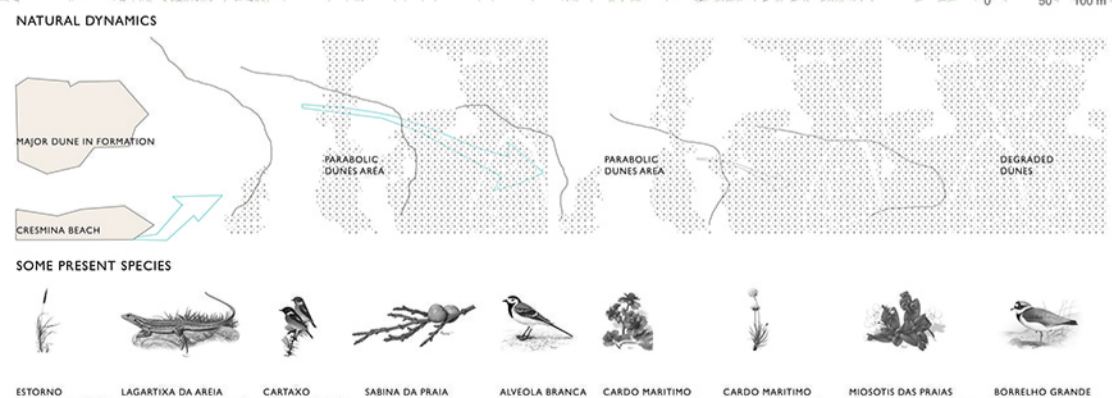 0 50 100 m
NATURAL DYNAMICS
MAJOR DUNE IN FORMATION
PARABOLIC
DUNES AREA
PARABOLIC
DUNES AREA
DEGRADED
DUNES
CRESMINA BEACH
SOME PRESENT SPECIES
ESTORNO LAGARTIXA DA AREIA CARTAXO SABINA DA PRAIA ALVEOLA BRANCA CARDO MARITIMO CARDO MARITIMO MIOSOTIS DAS PRAIAS BORRELHO GRANDE